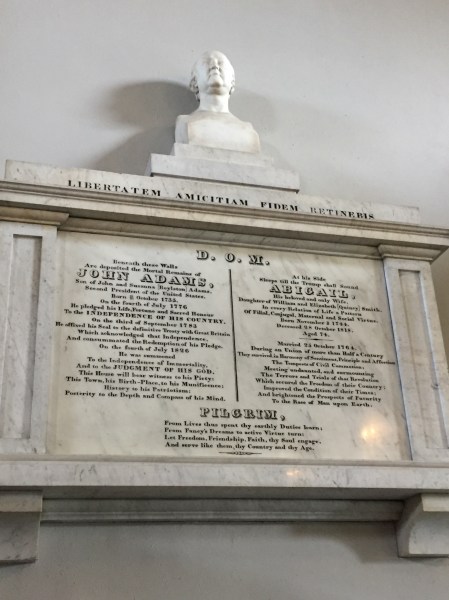 LIBERTATEM AMICITIAM FIDEM RETINEBIS
D. O. M.
Beneath these Walls
Are deposited the Mortal Remains of
JOHN ADAMS,
Son of John and Susanna [Boylston] Adams,
Second President of the United States.
Born 30 October 1735.
On the fourth of July 1776
He pledged his Life, Fortune and Sacred Honour
To the INDEPENDENCE OF HIS COUNTRY.
On the third of September 1783
He affixed his Seal to the definitive Treaty with Great Britain
Which acknowledged that Independence,
And consummated the Redemption of his Pledge.
On the fourth of July 1826
He was summoned
To the Independence of Immortality,
And to the JUDGMENT OF HIS GOD.
This House will bear witness to his Piety:
This Town, his Birth-Place, to his Munificence:
History to his Patriotism:
Posterity to the Depth and Compass of his Mind.
At his Side
Sleeps till the Trump shall Sound
ABIGAIL,
His beloved and only Wife,
Daughter of William and Elizabeth [Quincy] Smith.
In every Relation of Life a Pattern
Of Filial, Conjugal, Maternal and Social Virtue.
Born November 1744.
Deceased 28 October 1818.
Aged 74.
Married 25 October 1764.
During an Union of more than Half a Century
They survived in Harmony of Sentiment, Principle and Affection
The Tempests of Civil Commotion:
Meeting undaunted, and surmounting
The Terrors and Trials of that Revolution
Which secured the Freedom of their Country:
Improved the Condition of their Times:
And brightened the Prospects of Futurity
To the Race of Man upon Earth.
PILGRIM,
From Lives thus spent thy earthly Duties learn:
From Fancy's Dreams to active Virtue turn:
Let Freedom, Friendship, Faith, thy Soul engage,
And serve like them thy Country and thy Age.